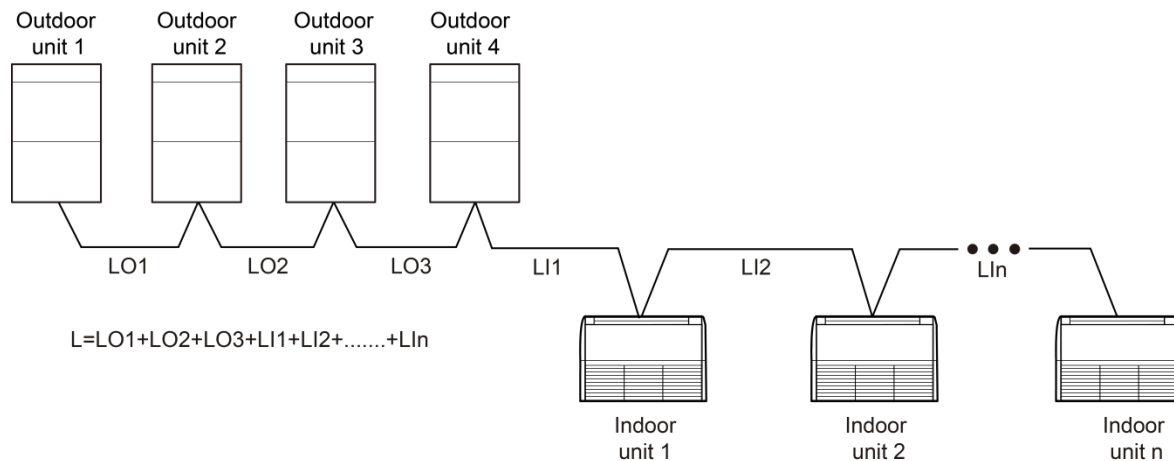 Outdoor
unit 1
Outdoor
unit 2
Outdoor
unit 3
Outdoor
unit 4
LO1
LO2
LO3
LI1
LI2
LIn
L=LO1+LO2+LO3+LI1+LI2+.......+LIn
Indoor
unit 1
Indoor
unit 2
Indoor
unit n